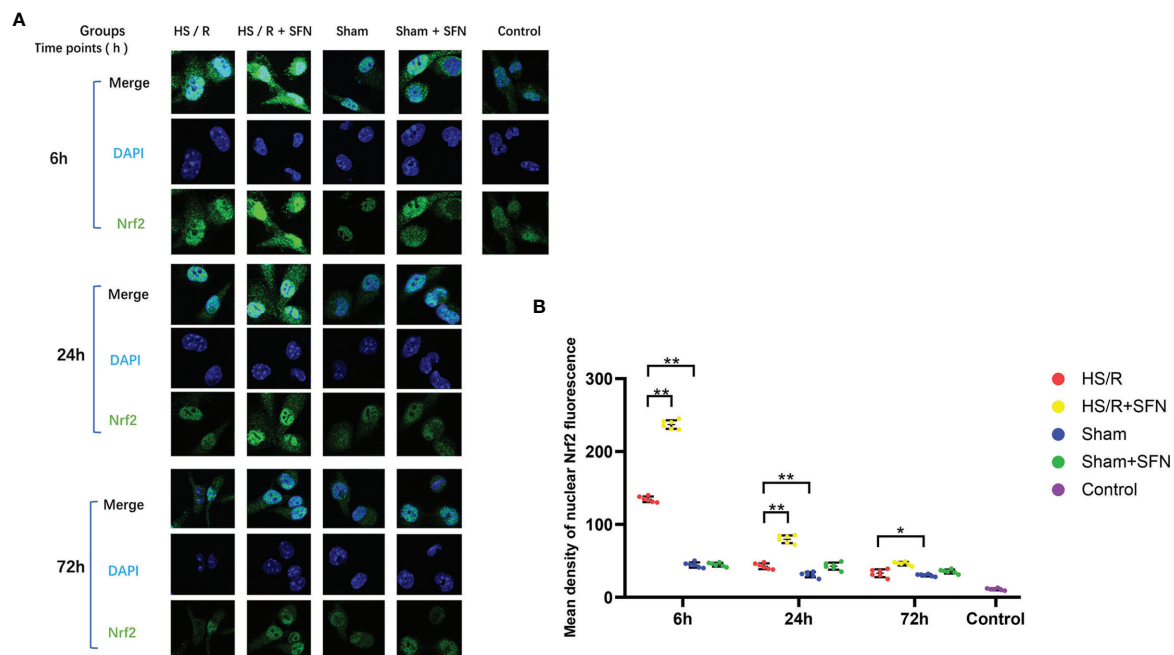 A
Groups HS / R HS / R + SFN Sham Sham + SFN Control
Time points ( h )
Merge
6h DAPI
Nrf2
Merge
24h DAPI
Nrf2
Merge
72h DAPI
Nrf2
B
Mean density of nuclear Nrf2 fluorescence
300
200
100
0
** 
**
**
**
*
6h 24h 72h Control
HS/R
HS/R+SFN
Sham
Sham+SFN
Control